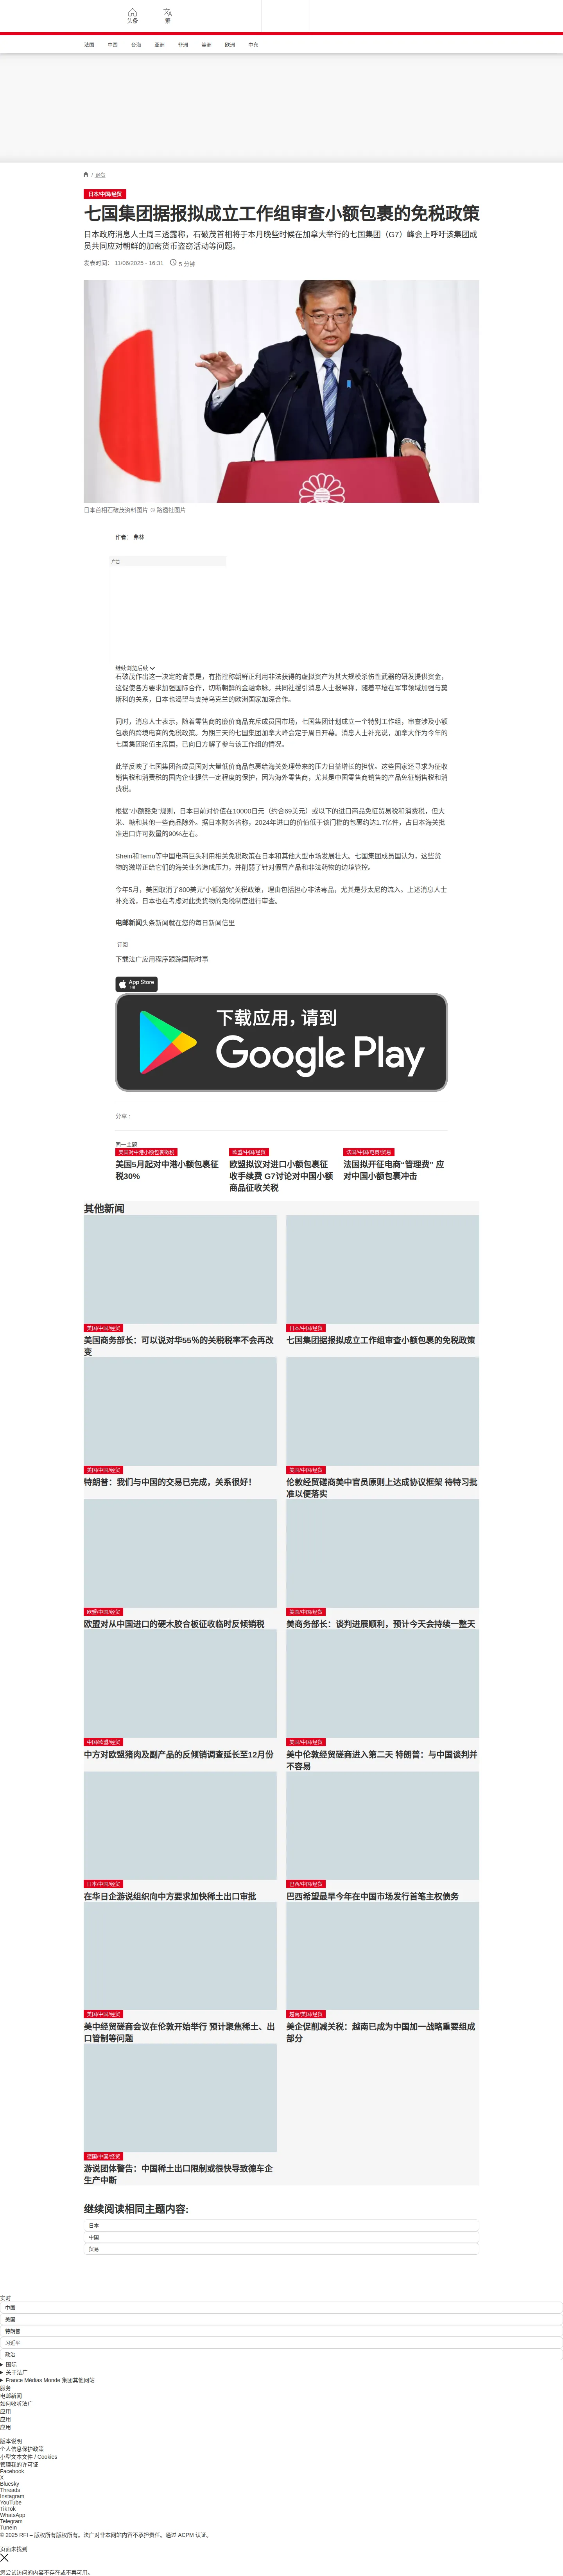 头条
繁
法国
中国
台海
亚洲
非洲
美洲
欧洲
中东
/ 经贸
日本/中国/经贸
七国集团据报拟成立工作组审查小额包裹的免税政策
日本政府消息人士周三透露称，石破茂首相将于本月晚些时候在加拿大举行的七国集团（G7）峰会上呼吁该集团成
员共同应对朝鲜的加密货币盗窃活动等问题。
发表时间： 11/06/2025 - 16:31 5 分钟
日本首相石破茂资料图片 © 路透社图片
作者： 弗林
广告
继续浏览后续
石破茂作出这一决定的背景是，有指控称朝鲜正利用非法获得的虚拟资产为其大规模杀伤性武器的研发提供资金，
这促使各方要求加强国际合作，切断朝鲜的金融命脉。共同社援引消息人士报导称，随着平壤在军事领域加强与莫
斯科的关系，日本也渴望与支持乌克兰的欧洲国家加深合作。
同时，消息人士表示，随着零售商的廉价商品充斥成员国市场，七国集团计划成立一个特别工作组，审查涉及小额
包裹的跨境电商的免税政策。为期三天的七国集团加拿大峰会定于周日开幕。消息人士补充说，加拿大作为今年的
七国集团轮值主席国，已向日方解了参与该工作组的情况。
此举反映了七国集团各成员国对大量低价商品包裹给海关处理带来的压力日益增长的担忧。这些国家还寻求为征收
销售税和消费税的国内企业提供一定程度的保护，因为海外零售商，尤其是中国零售商销售的产品免征销售税和消
费税。
根据“小额豁免”规则，日本目前对价值在10000日元（约合69美元）或以下的进口商品免征贸易税和消费税，但大
米、糖和其他一些商品除外。据日本财务省称，2024年进口的价值低于该门槛的包裹约达1.7亿件，占日本海关批
准进口许可数量的90%左右。
Shein和Temu等中国电商巨头利用相关免税政策在日本和其他大型市场发展壮大。七国集团成员国认为，这些货
物的激增正给它们的海关业务造成压力，并削弱了针对假冒产品和非法药物的边境管控。
今年5月，美国取消了800美元“小额豁免”关税政策，理由包括担心非法毒品，尤其是芬太尼的流入。上述消息人士
补充说，日本也在考虑对此类货物的免税制度进行审查。
电邮新闻头条新闻就在您的每日新闻信里
订阅
下载法广应用程序跟踪国际时事
App Store
下载
下载应用，请到
Google Play
分享 :
同一主题
美国对中港小额包裹徵税
美国5月起对中港小额包裹征
税30%
欧盟/中国/经贸
欧盟拟议对进口小额包裹征
收手续费 G7讨论对中国小额
商品征收关税
法国/中国/电商/贸易
法国拟开征电商“管理费” 应
对中国小额包裹冲击
其他新闻
美国/中国/经贸
美国商务部长：可以说对华55％的关税税率不会再改
变
日本/中国/经贸
七国集团据报拟成立工作组审查小额包裹的免税政策
美国/中国/经贸
特朗普：我们与中国的交易已完成，关系很好！
美国/中国/经贸
伦敦经贸磋商美中官员原则上达成协议框架 待特习批
准以便落实
欧盟/中国/经贸
欧盟对从中国进口的硬木胶合板征收临时反倾销税
美国/中国/经贸
美商务部长：谈判进展顺利，预计今天会持续一整天
中国/欧盟/经贸
中方对欧盟猪肉及副产品的反倾销调查延长至12月份
美国/中国/经贸
美中伦敦经贸磋商进入第二天 特朗普：与中国谈判并
不容易
日本/中国/经贸
在华日企游说组织向中方要求加快稀土出口审批
巴西/中国/经贸
巴西希望最早今年在中国市场发行首笔主权债务
美国/中国/经贸
美中经贸磋商会议在伦敦开始举行 预计聚焦稀土、出
口管制等问题
越南/美国/经贸
美企促削减关税：越南已成为中国加一战略重要组成
部分
德国/中国/经贸
游说团体警告：中国稀土出口限制或很快导致德车企
生产中断
继续阅读相同主题内容:
日本
中国
贸易
实时
中国
美国
特朗普
习近平
政治
国际
关于法广
France Médias Monde 集团其他网站
服务
电邮新闻
如何收听法广
应用
应用
应用
版本说明
个人信息保护政策
小型文本文件 / Cookies
管理我的许可证
Facebook
X
Bluesky
Threads
Instagram
YouTube
TikTok
WhatsApp
Telegram
TuneIn
© 2025 RFI – 版权所有版权所有。法广对非本网站内容不承担责任。通过 ACPM 认证。
页面未找到
您尝试访问的内容不存在或不再可用。